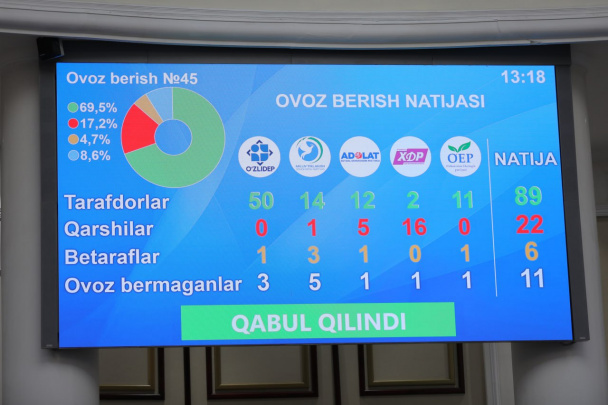 Ovoz berish №45
13:18
69,5%
17,2%
4,7%
8,6%
OVOZ BERISH NATIJASI
O'ZLIDEP
ADOLAT
XDP
OEP
NATIJA
Tarafdorlar 50 14 12 2 11 89
Qarshilar 0 1 5 16 0 22
Betaraflar 1 3 1 0 1 6
Ovoz bermaganlar 3 5 1 1 1 11
QABUL QILINDI